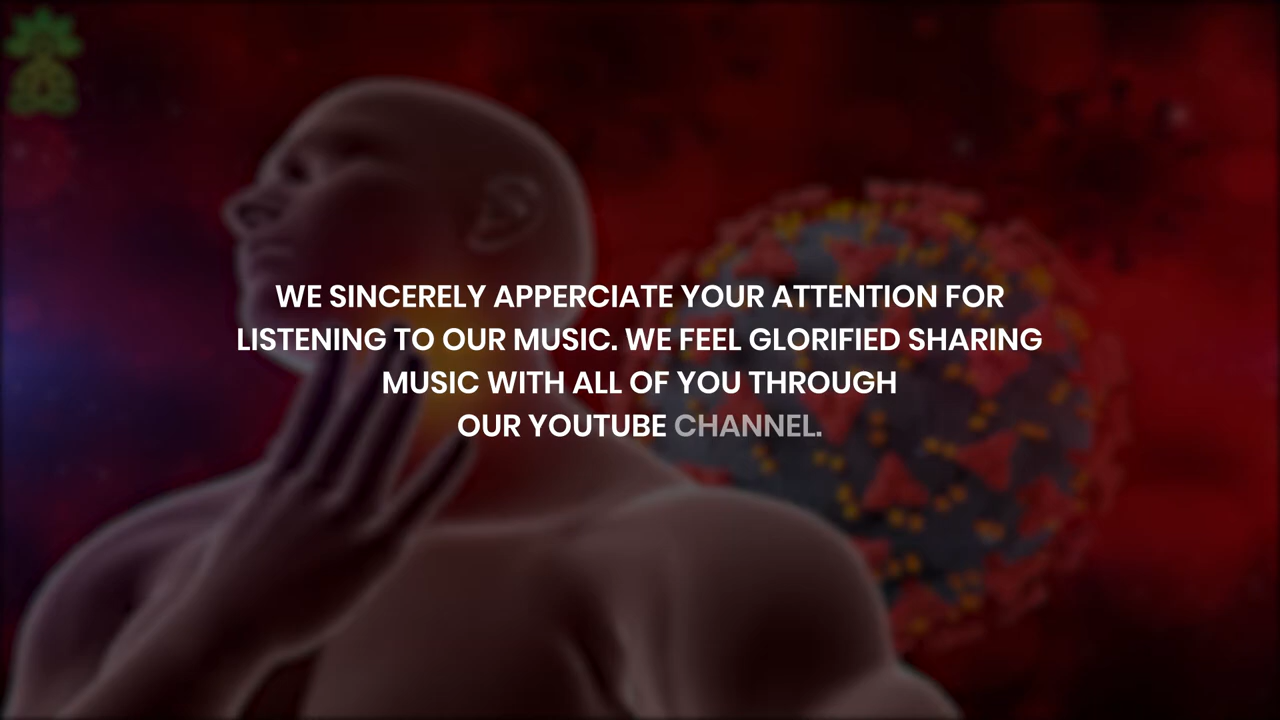 WE SINCERELY APPERCIATE YOUR ATTENTION FOR
LISTENING TO OUR MUSIC. WE FEEL GLORIFIED SHARING
MUSIC WITH ALL OF YOU THROUGH
OUR YOUTUBE CHANNEL.